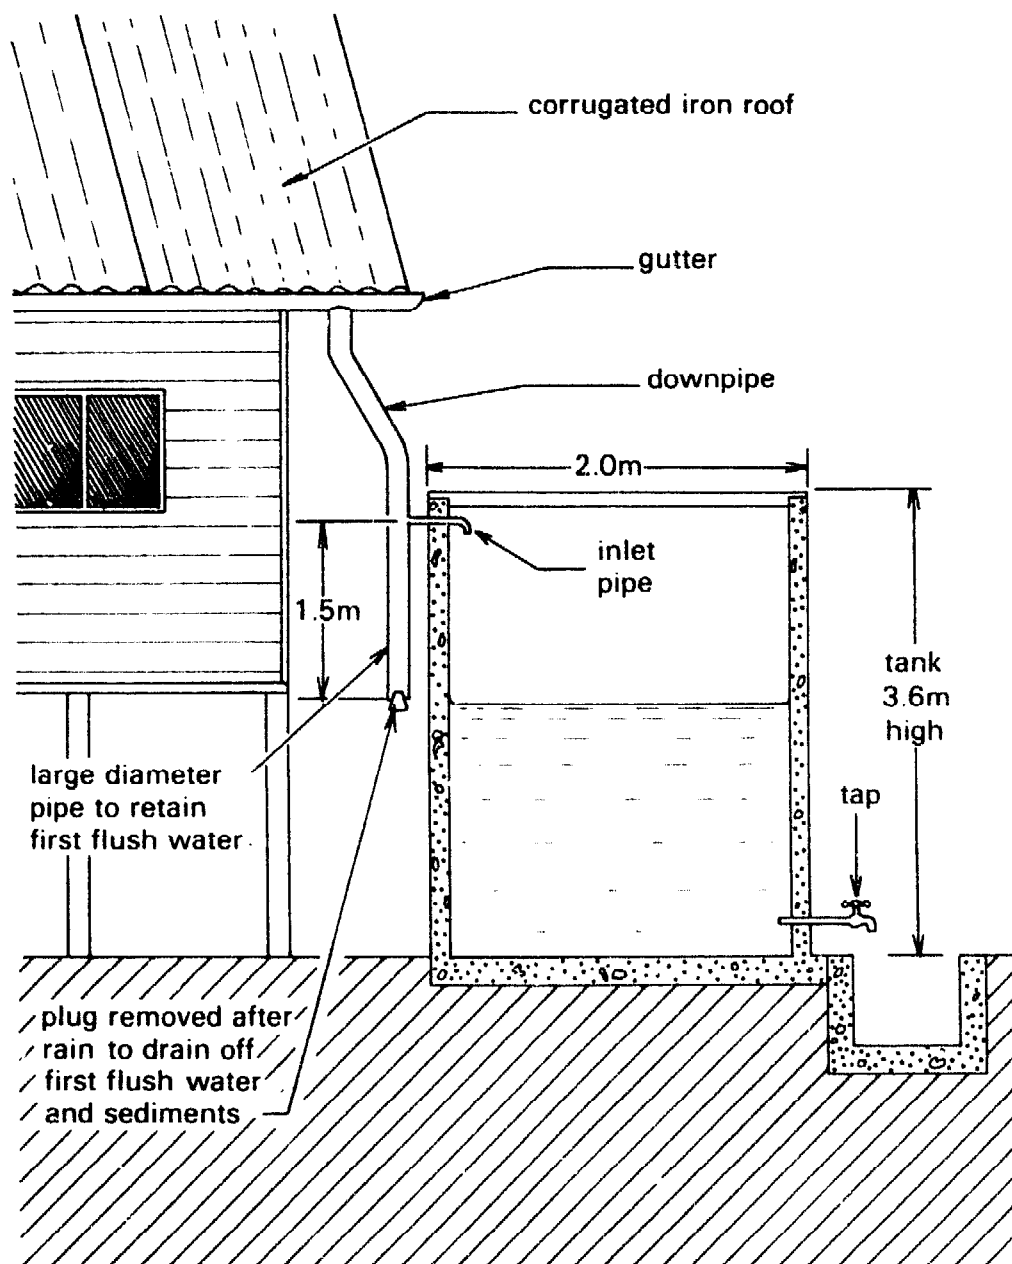 corrugated iron roof
gutter
downpipe
2.0m
inlet
pipe
1.5m
tank
3.6m
high
large diameter
pipe to retain
first flush water
tap
plug removed after
rain to drain off
first flush water
and sediments